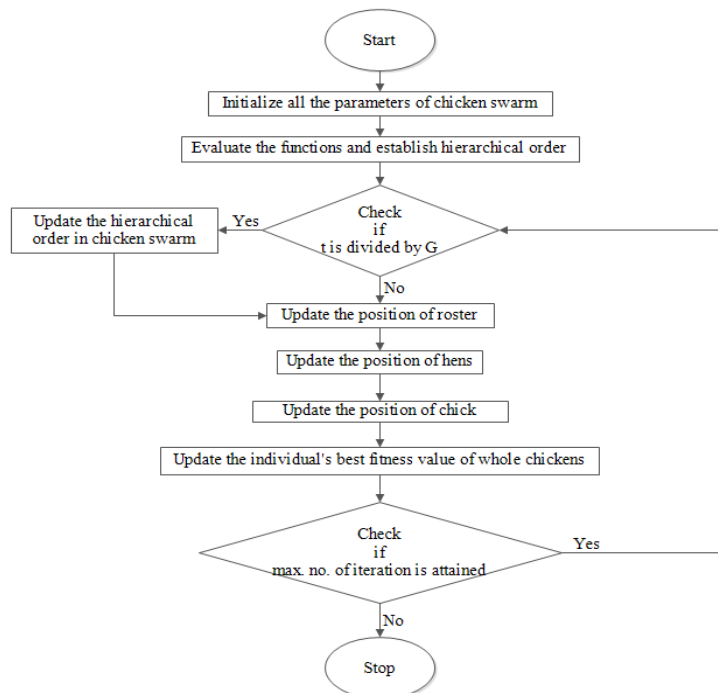 Start
Initialize all the parameters of chicken swarm
Evaluate the functions and establish hierarchical order
Check
if
t is divided by G
Yes
Update the hierarchical
order in chicken swarm
No
Update the position of roster
Update the position of hens
Update the position of chick
Update the individual's best fitness value of whole chickens
Check
if
max. no. of iteration is attained
Yes
No
Stop